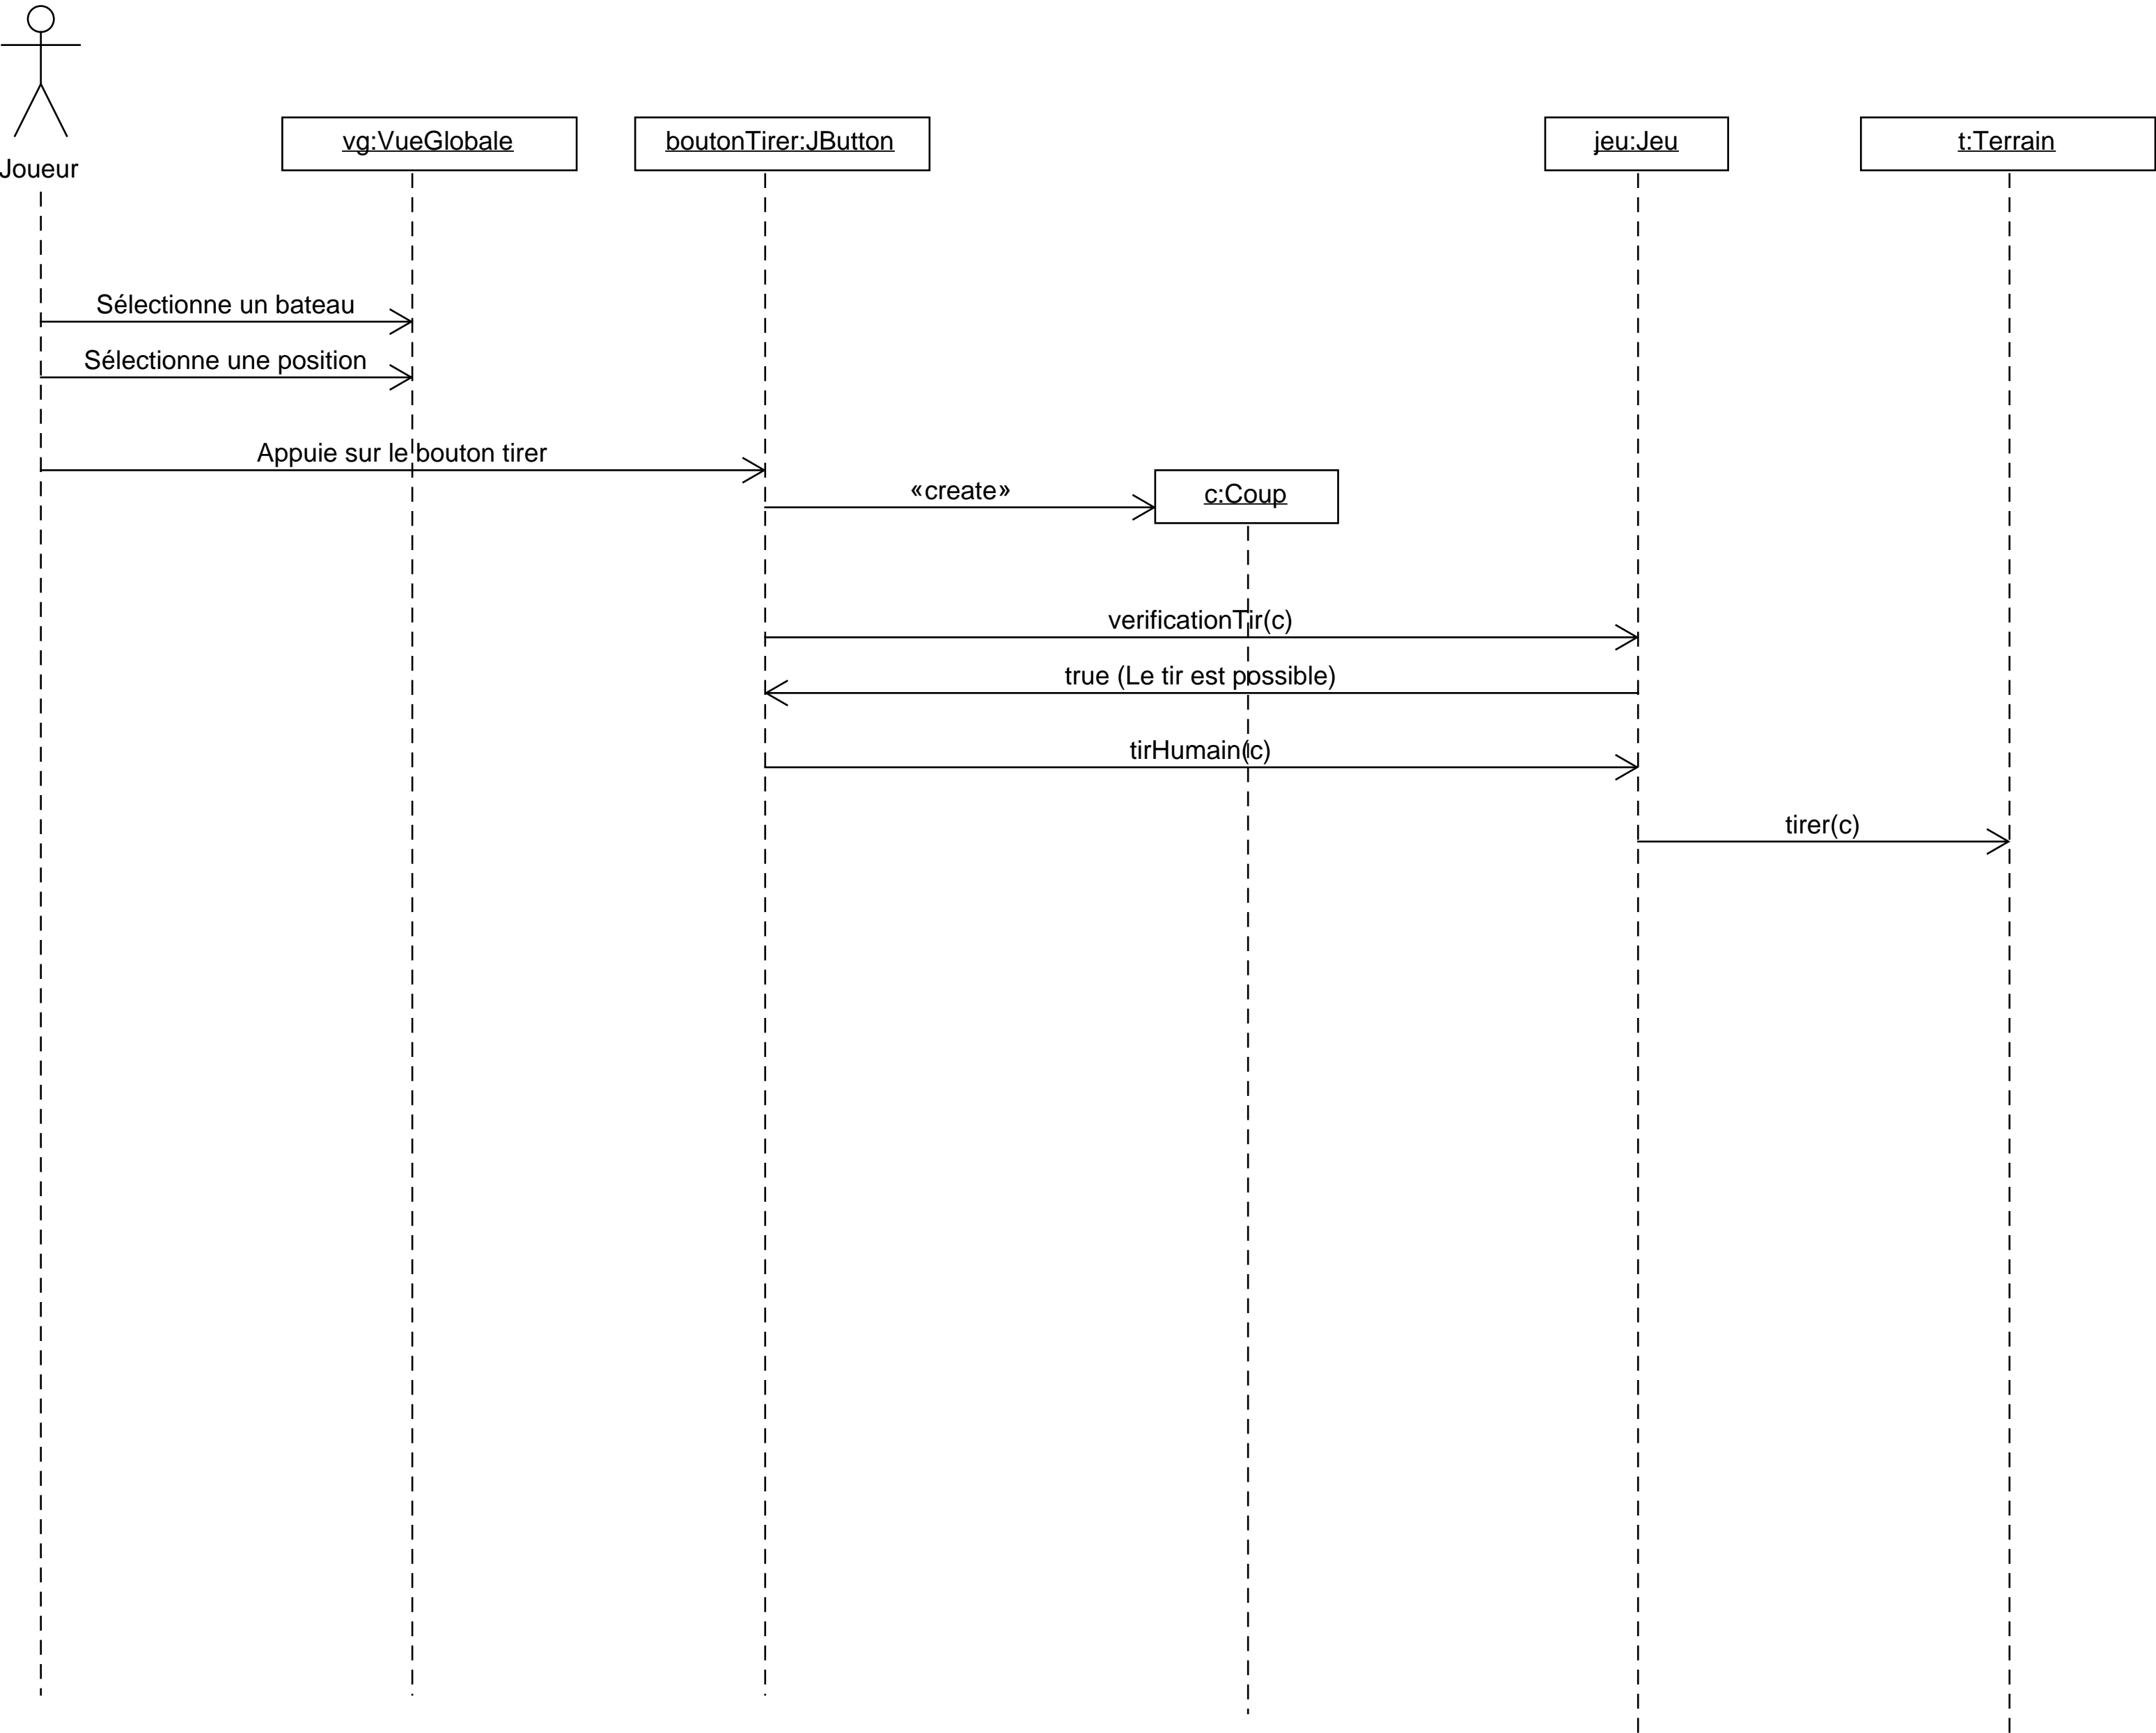 Joueur
vg:VueGlobale
boutonTirer:JButton
jeu:Jeu
t:Terrain
Sélectionne un bateau
Sélectionne une position
Appuie sur le bouton tirer
«create»
c:Coup
verificationTir(c)
true (Le tir est possible)
tirHumain(c)
tirer(c)